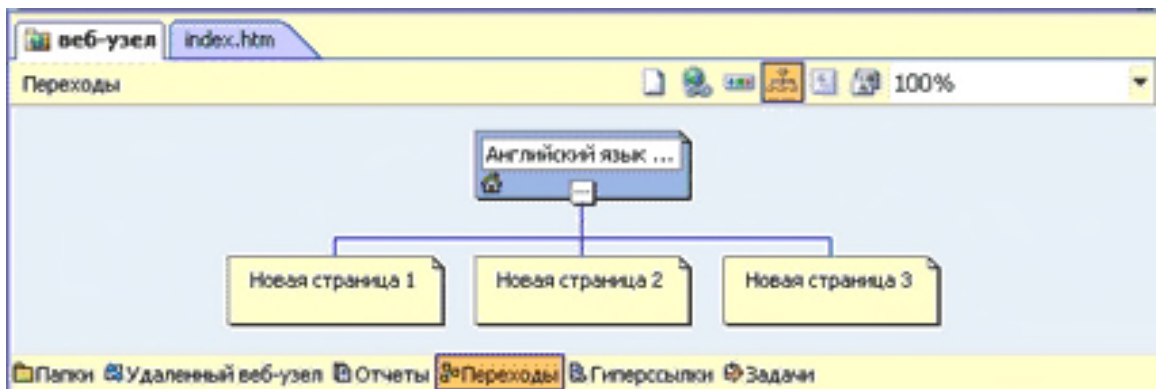 веб-узел index.htm
Переходы 100%
Английский язык ...
Новая страница 1 Новая страница 2 Новая страница 3
Папки Удаленный веб-узел Отчеты Переходы Гиперссылки Задачи